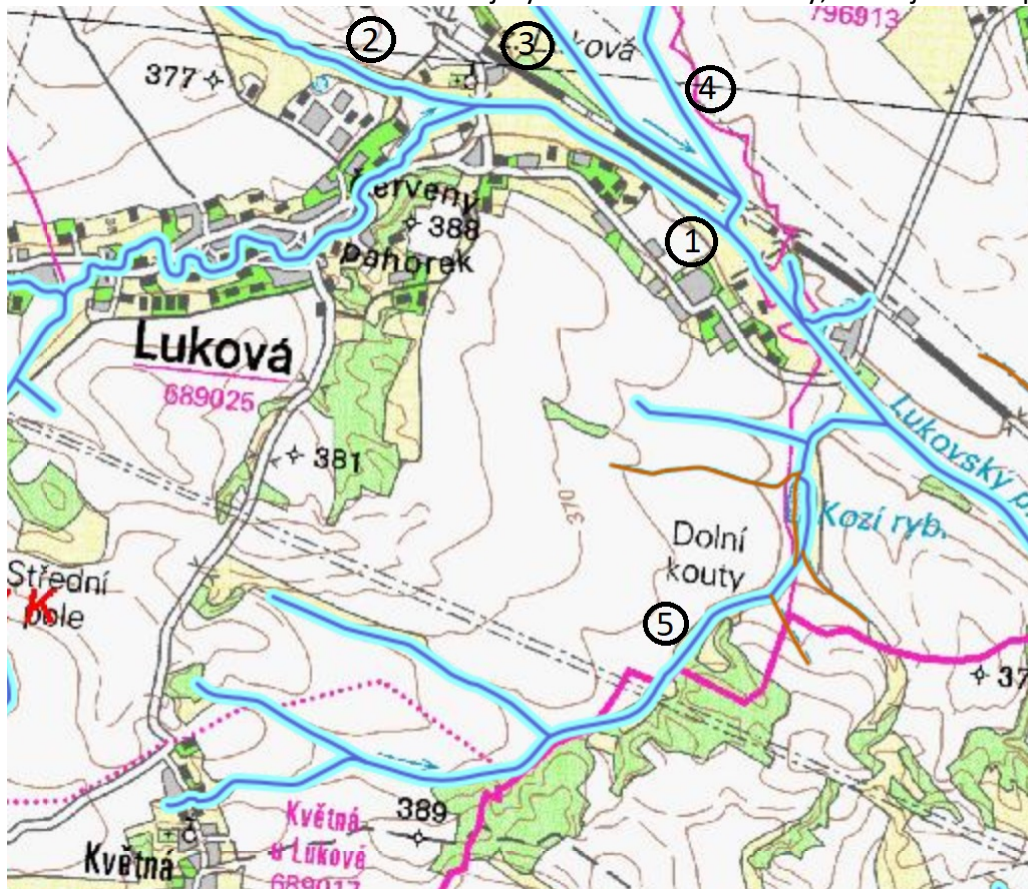 796913
2
3
ková
377
4
Červený
388
pahorek
1
Luková
689025
381
370
Lukovský p.
Kozí ryb.
Dolní
kouty
Střední
pole
K
5
37
389
Květná
u Lukové
689017
Květná